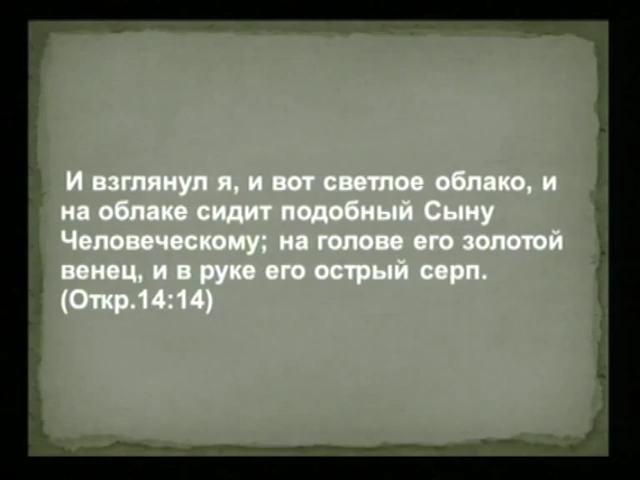 И взглянул я, и вот светлое облако, и
на облаке сидит подобный Сыну
Человеческому; на голове его золотой
венец, и в руке его острый серп.
(Откр.14:14)